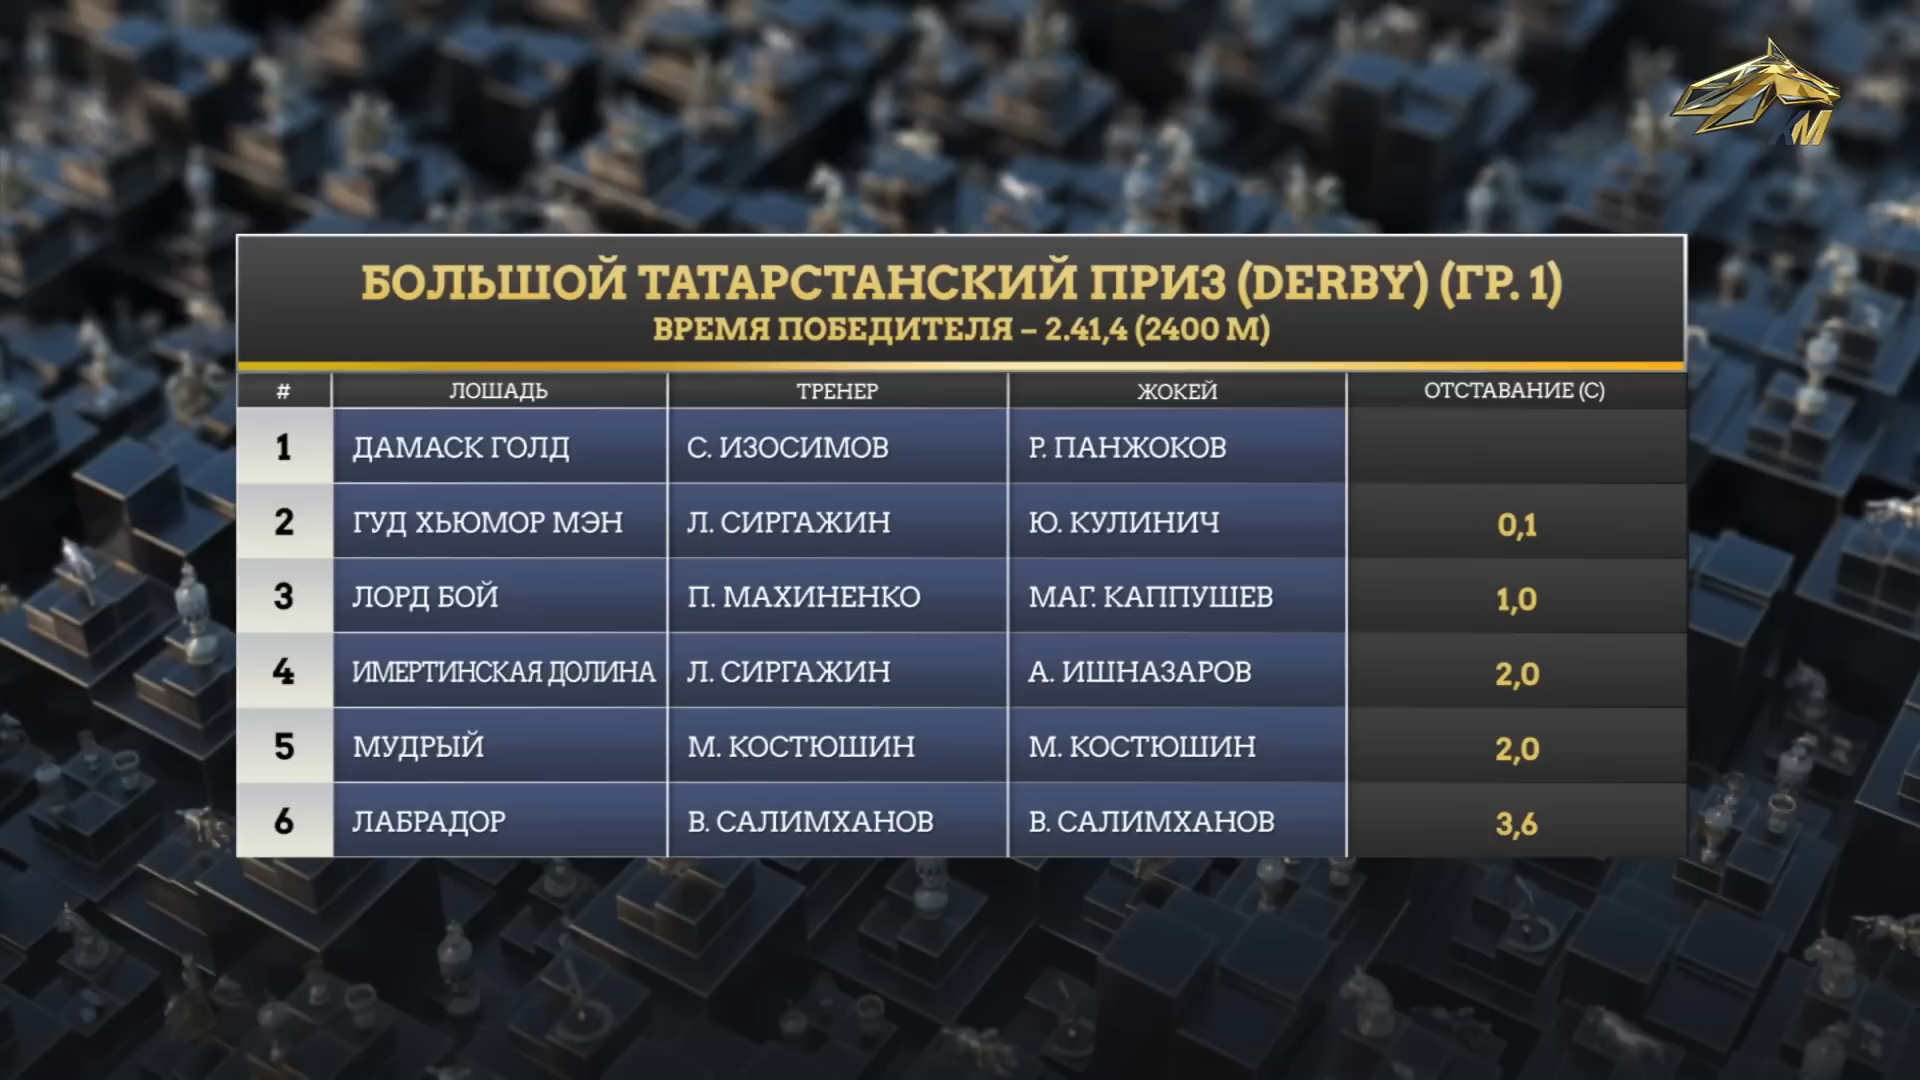 КМ
БОЛЬШОЙ ТАТАРСТАНСКИЙ ПРИЗ (DERBY) (ГР. 1)
ВРЕМЯ ПОБЕДИТЕЛЯ – 2.41,4 (2400 М)
# ЛОШАДЬ ТРЕНЕР ЖОКЕЙ ОТСТАВАНИЕ (С)
1 ДАМАСК ГОЛД С. ИЗОСИМОВ Р. ПАНЖОКОВ
2 ГУД ХЬЮМОР МЭН Л. СИРГАЖИН Ю. КУЛИНИЧ 0,1
3 ЛОРД БОЙ П. МАХИНЕНКО МАГ. КАППУШЕВ 1,0
4 ИМЕРТИНСКАЯ ДОЛИНА Л. СИРГАЖИН А. ИШНАЗАРОВ 2,0
5 МУДРЫЙ М. КОСТЮШИН М. КОСТЮШИН 2,0
6 ЛАБРАДОР В. САЛИМХАНОВ В. САЛИМХАНОВ 3,6